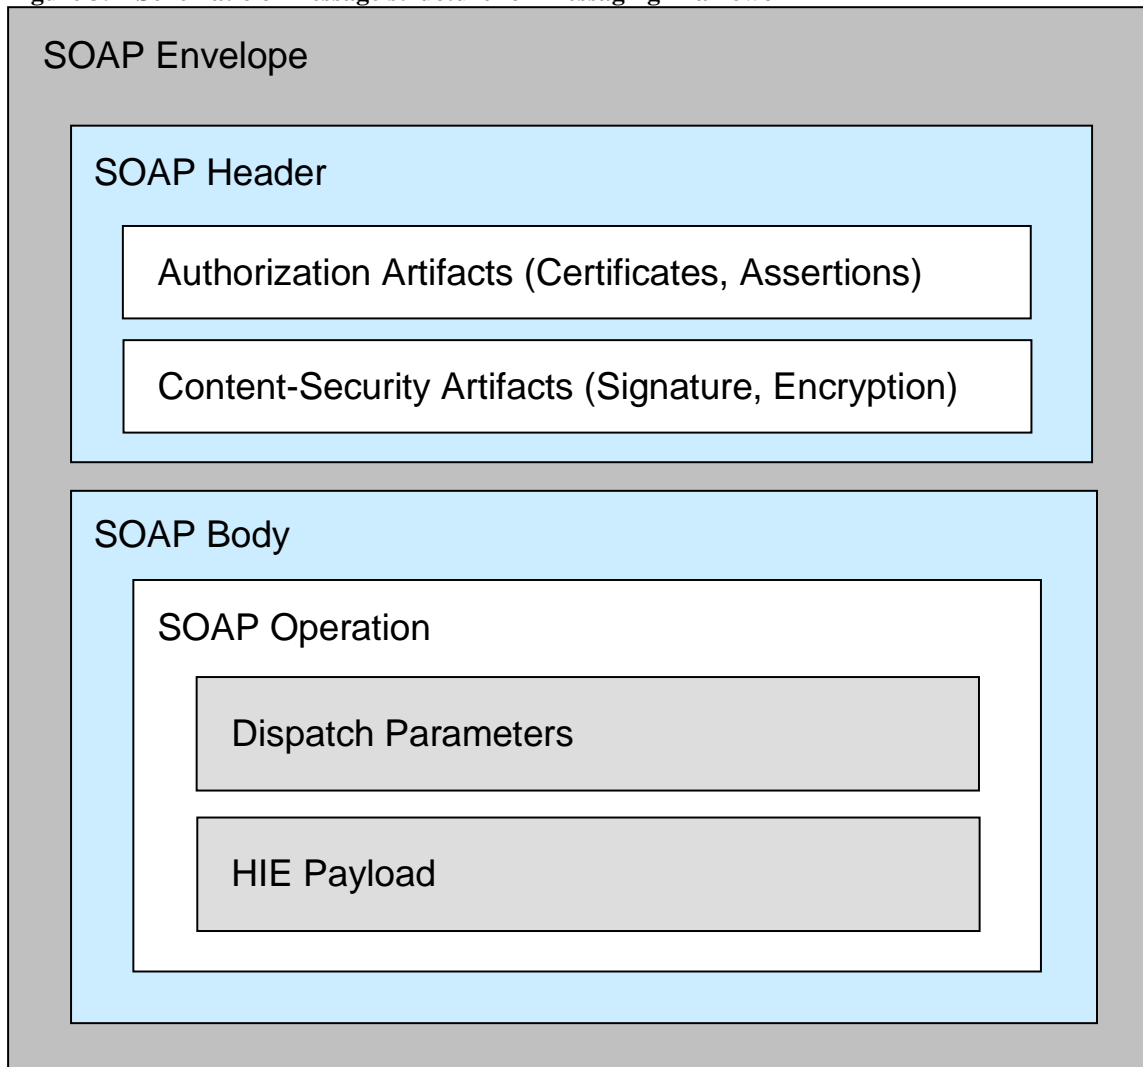 SOAP Envelope
SOAP Header
Authorization Artifacts (Certificates, Assertions)
Content-Security Artifacts (Signature, Encryption)
SOAP Body
SOAP Operation
Dispatch Parameters
HIE Payload